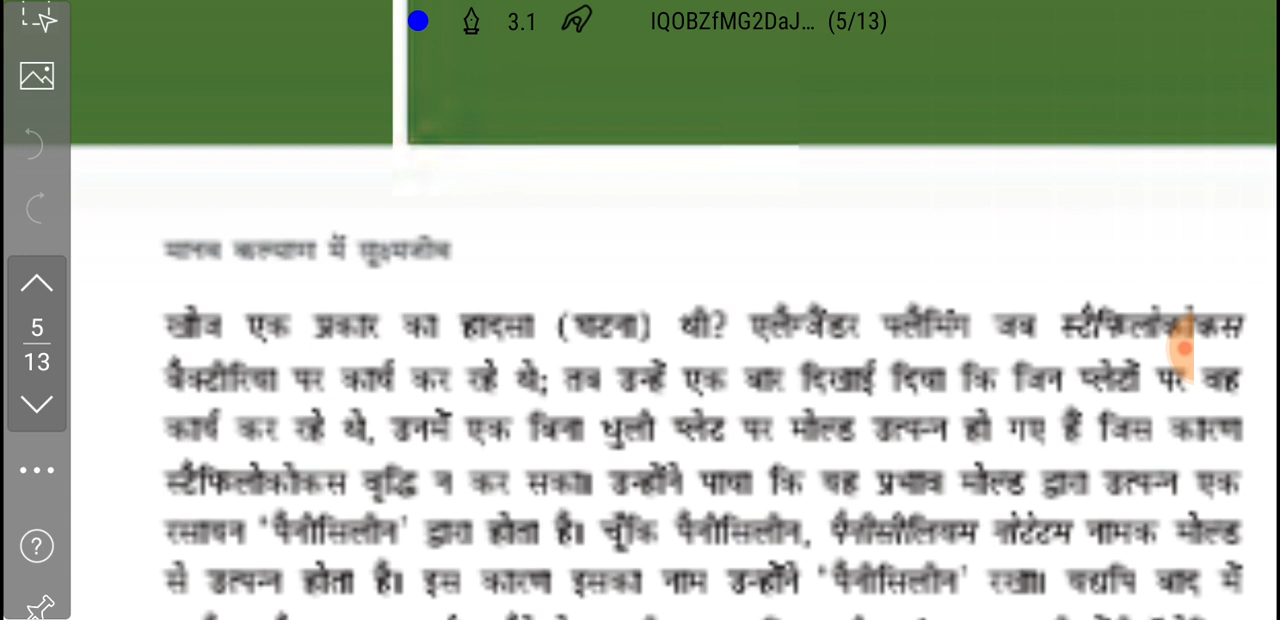 3.1 IQOBZfMG2DaJ… (5/13)
5
13
मानव कल्याण में सूक्ष्मजीव
खोज एक प्रकार का हादसा (घटना) थी? एलैग्जैंडर फ्लैमिंग जब स्टैफिलोकोकस
बैक्टीरिया पर कार्य कर रहे थे; तब उन्हें एक बार दिखाई दिया कि जिन प्लेटों पर वह
कार्य कर रहे थे, उनमें एक बिना धुली प्लेट पर मोल्ड उत्पन्न हो गए हैं जिस कारण
स्टैफिलोकोकस वृद्धि न कर सका। उन्होंने पाया कि यह प्रभाव मोल्ड द्वारा उत्पन्न एक
रसायन 'पैनीसिलीन' द्वारा होता है। चूँकि पैनीसिलीन, पैनीसीलियम नोटेटम नामक मोल्ड
से उत्पन्न होता है। इस कारण इसका नाम उन्होंने 'पैनीसिलीन' रखा। यद्यपि बाद में